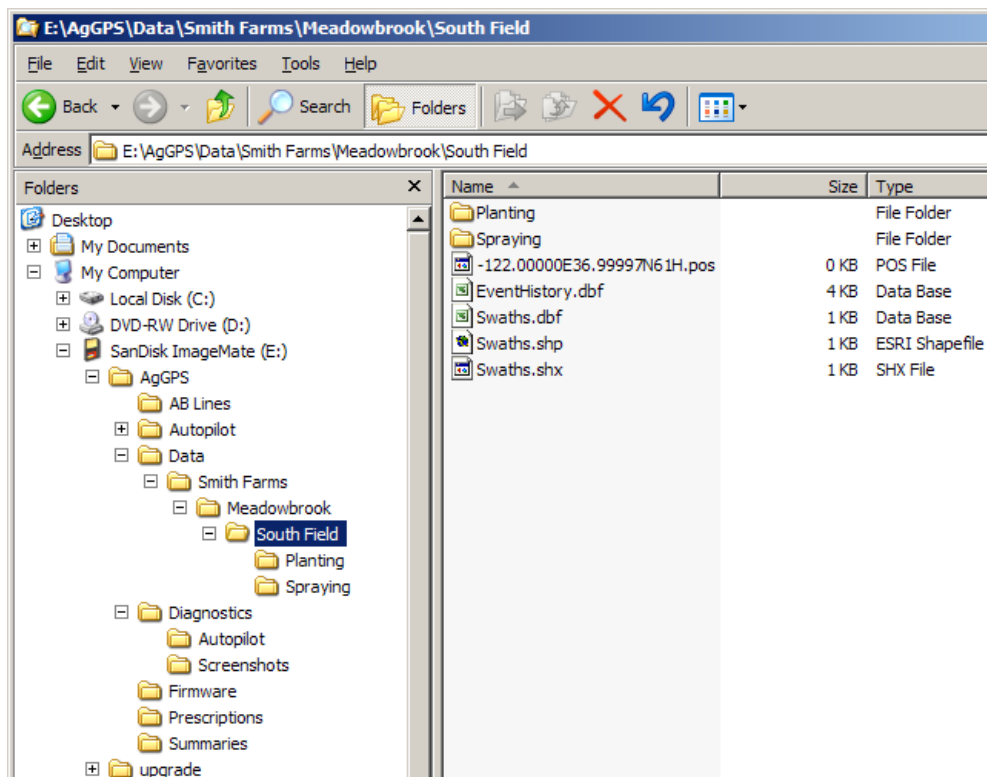 E:\AgGPS\Data\Smith Farms\Meadowbrook\South Field
File Edit View Favorites Tools Help
Back Search Folders
Address E:\AgGPS\Data\Smith Farms\Meadowbrook\South Field
Folders
Desktop
My Documents
My Computer
Local Disk (C:)
DVD-RW Drive (D:)
SanDisk ImageMate (E:)
AgGPS
AB Lines
Autopilot
Data
Smith Farms
Meadowbrook
South Field
Planting
Spraying
Diagnostics
Autopilot
Screenshots
Firmware
Prescriptions
Summaries
upgrade
Name Size Type
Planting File Folder
Spraying File Folder
-122.00000E36.99997N61H.pos 0 KB POS File
EventHistory.dbf 4 KB Data Base
Swaths.dbf 1 KB Data Base
Swaths.shp 1 KB ESRI Shapefile
Swaths.shx 1 KB SHX File